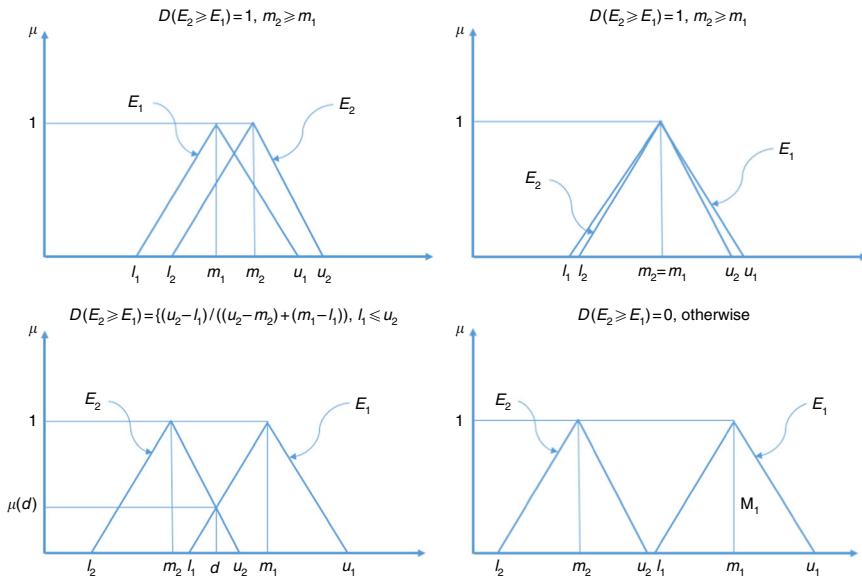 D(E₂ ⩾ E₁) = 1, m₂ ⩾ m₁
μ
1
E₁
E₂
l₁ l₂ m₁ m₂ u₁ u₂
D(E₂ ⩾ E₁) = 1, m₂ ⩾ m₁
μ
1
E₂
E₁
l₁ l₂ m₂ = m₁ u₂ u₁
D(E₂ ⩾ E₁) = {(u₂ – l₁) / ((u₂ – m₂) + (m₁ – l₁)), l₁ ⩽ u₂
μ
1
μ(d)
E₂
E₁
l₂ m₂ l₁ d u₂ m₁ u₁
D(E₂ ⩾ E₁) = 0, otherwise
μ
1
E₂
E₁
M₁
l₂ m₂ u₂ l₁ m₁ u₁